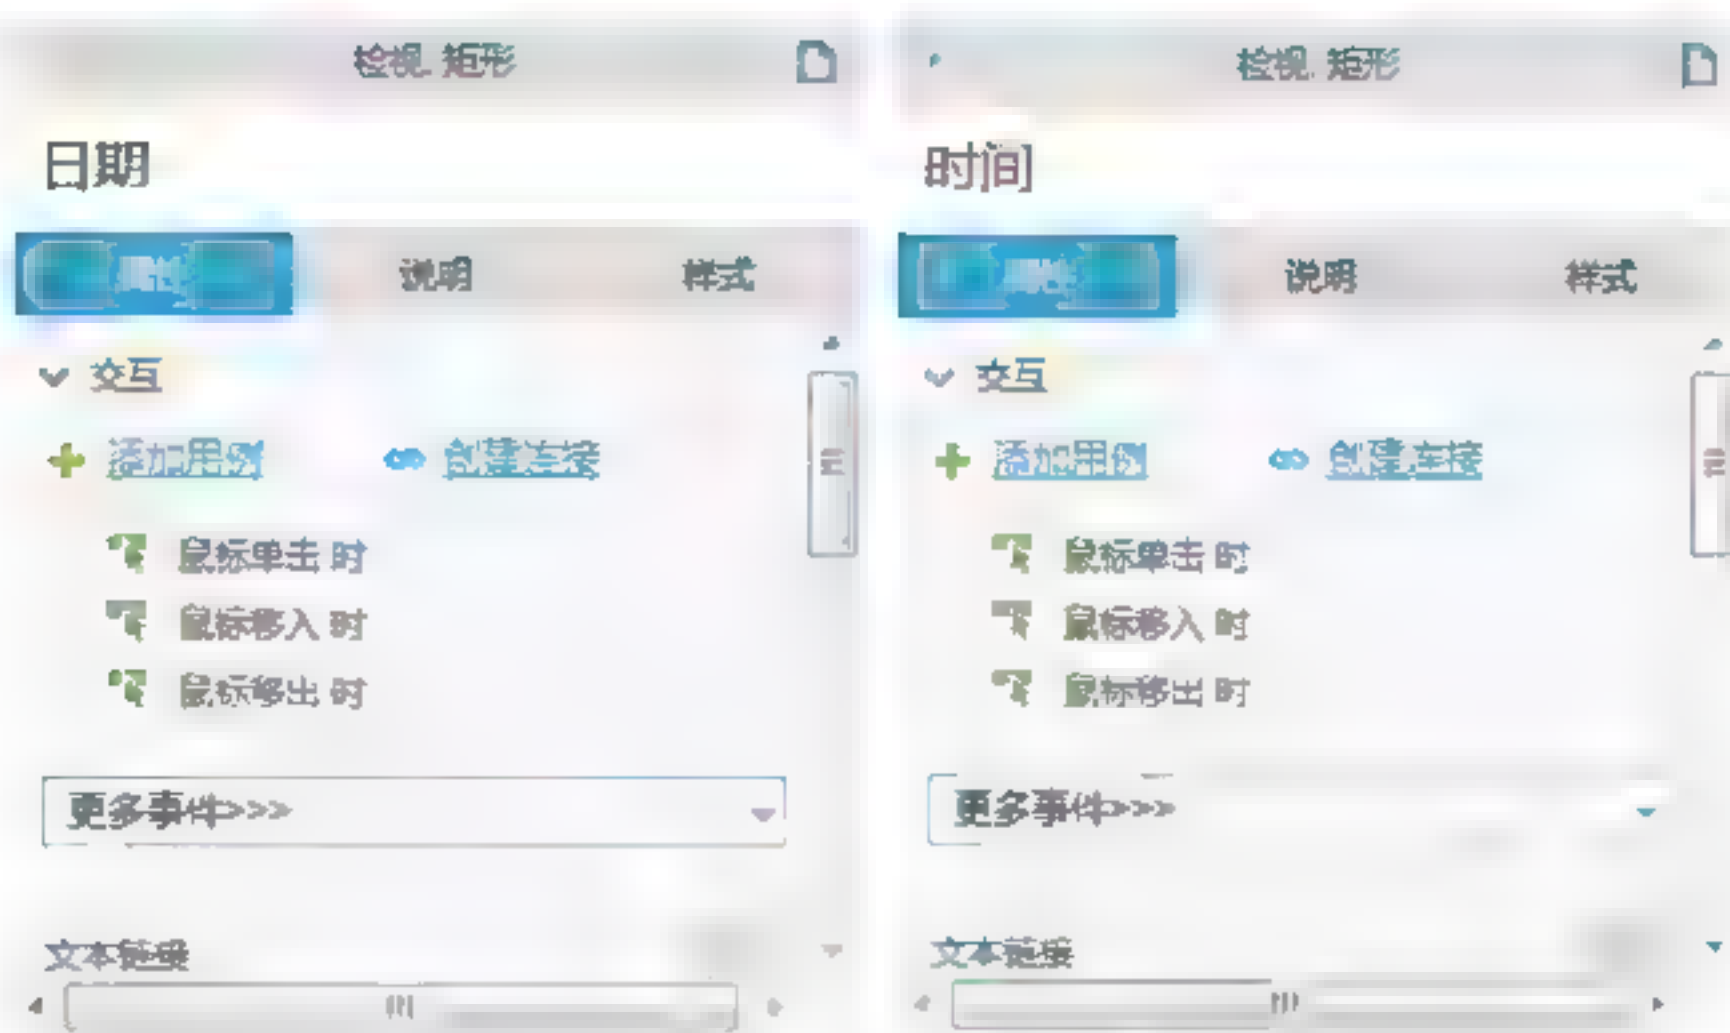 检视: 矩形
日期
说明 样式
交互
添加用例 创建连接
鼠标单击 时
鼠标移入 时
鼠标移出 时
更多事件>>>
文本链接
检视: 矩形
时间
说明 样式
交互
添加用例 创建连接
鼠标单击 时
鼠标移入 时
鼠标移出 时
更多事件>>>
文本链接